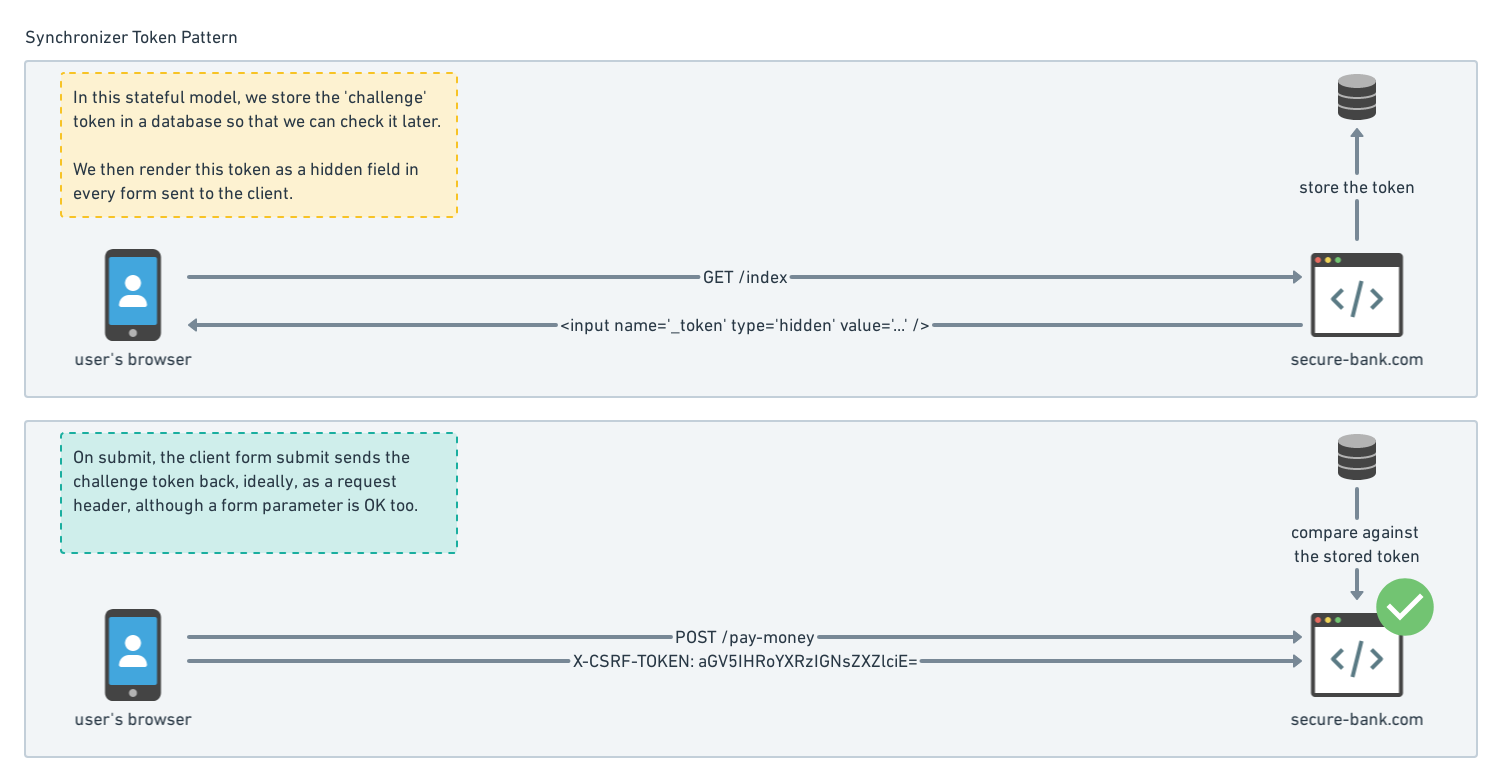 Synchronizer Token Pattern
In this stateful model, we store the 'challenge'
token in a database so that we can check it later.
We then render this token as a hidden field in
every form sent to the client.
store the token
GET /index
<input name='_token' type='hidden' value='...' />
user's browser
secure-bank.com
On submit, the client form submit sends the
challenge token back, ideally, as a request
header, although a form parameter is OK too.
compare against
the stored token
POST /pay-money
X-CSRF-TOKEN: aGV5IHRoYXRzIGNsZXZlciE=
user's browser
secure-bank.com